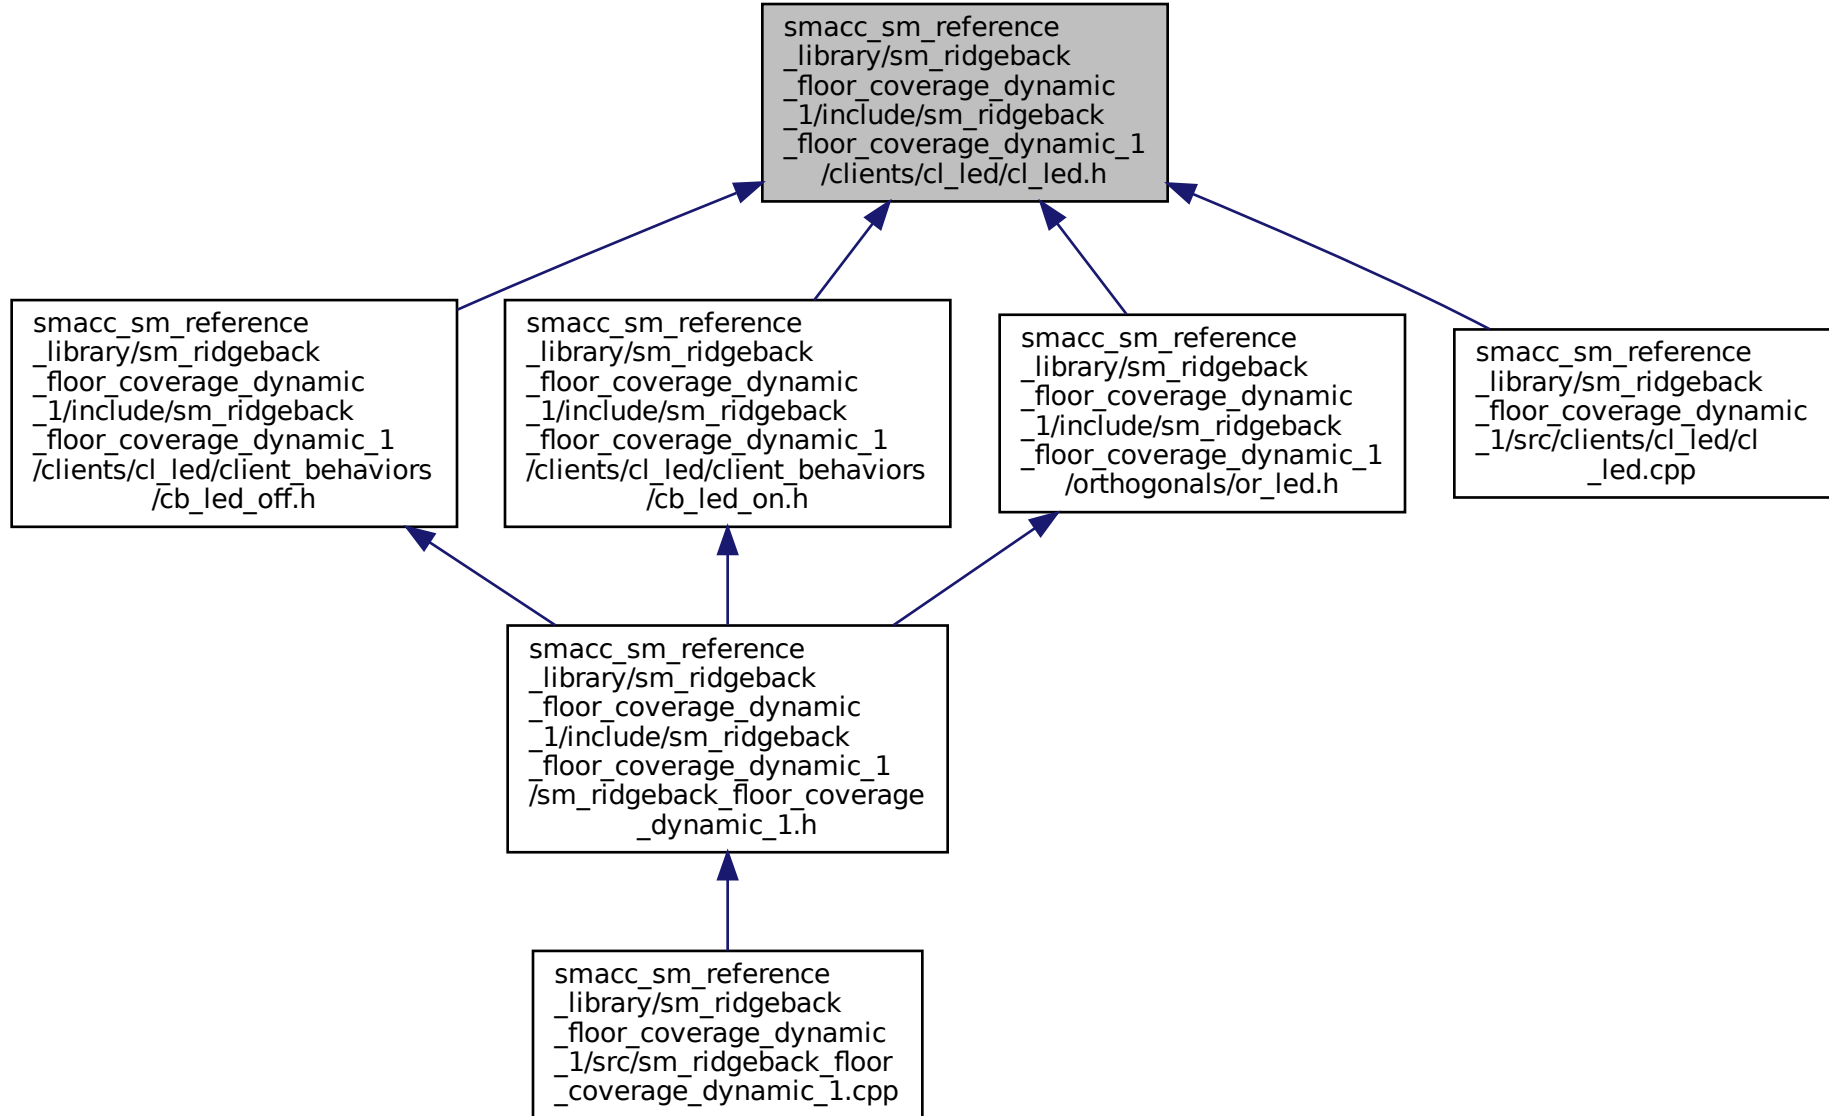 smacc_sm_reference
_library/sm_ridgeback
_floor_coverage_dynamic
_1/include/sm_ridgeback
_floor_coverage_dynamic_1
/clients/cl_led/cl_led.h
smacc_sm_reference
_library/sm_ridgeback
_floor_coverage_dynamic
_1/include/sm_ridgeback
_floor_coverage_dynamic_1
/clients/cl_led/client_behaviors
/cb_led_off.h
smacc_sm_reference
_library/sm_ridgeback
_floor_coverage_dynamic
_1/include/sm_ridgeback
_floor_coverage_dynamic_1
/clients/cl_led/client_behaviors
/cb_led_on.h
smacc_sm_reference
_library/sm_ridgeback
_floor_coverage_dynamic
_1/include/sm_ridgeback
_floor_coverage_dynamic_1
/orthogonals/or_led.h
smacc_sm_reference
_library/sm_ridgeback
_floor_coverage_dynamic
_1/src/clients/cl_led/cl
_led.cpp
smacc_sm_reference
_library/sm_ridgeback
_floor_coverage_dynamic
_1/include/sm_ridgeback
_floor_coverage_dynamic_1
/sm_ridgeback_floor_coverage
_dynamic_1.h
smacc_sm_reference
_library/sm_ridgeback
_floor_coverage_dynamic
_1/src/sm_ridgeback_floor
_coverage_dynamic_1.cpp